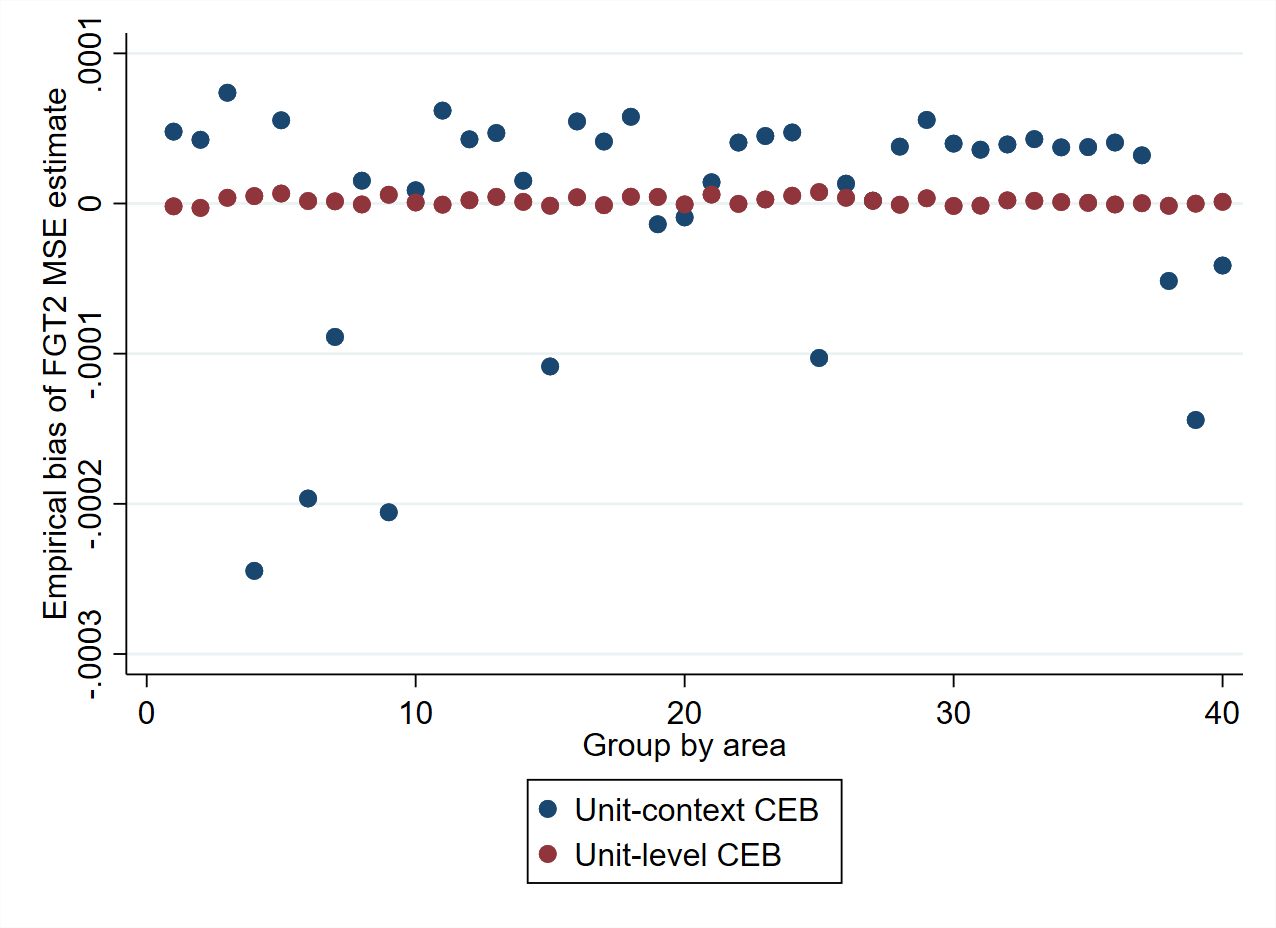 Empirical bias of FGT2 MSE estimate
.0001
0
-.0001
-.0002
-.0003
0 10 20 30 40
Group by area
Unit-context CEB
Unit-level CEB